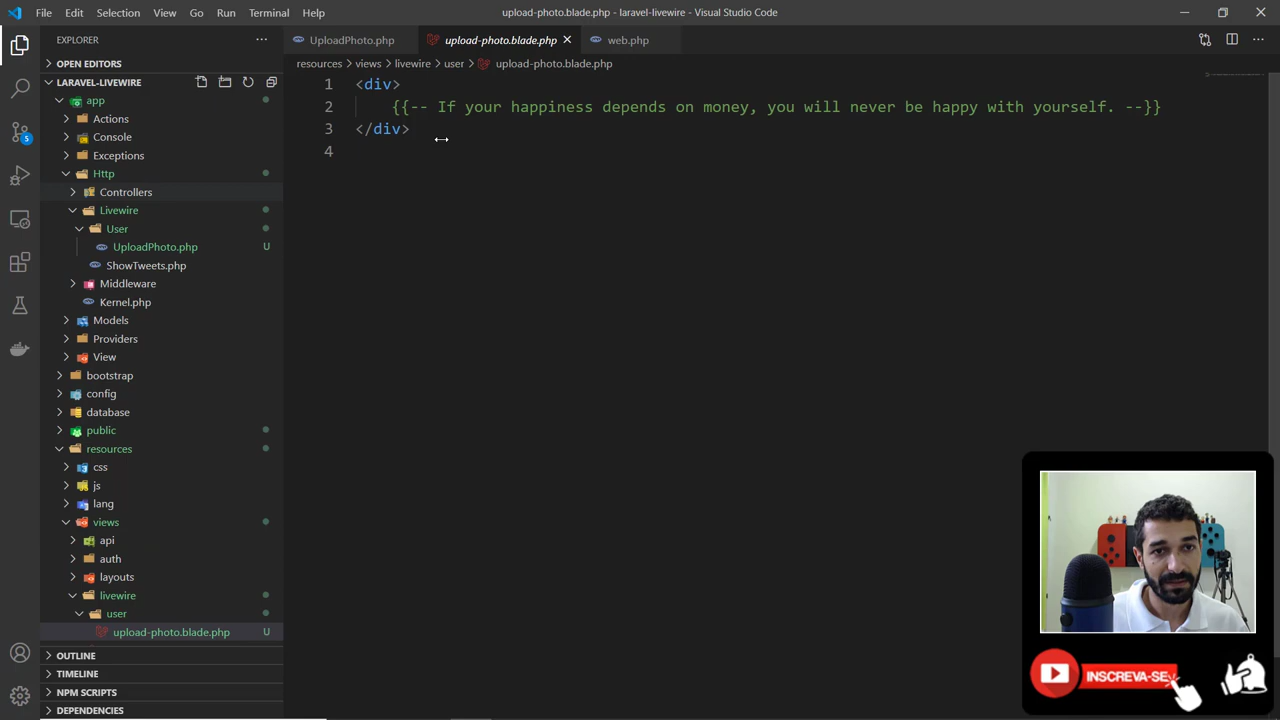 File Edit Selection View Go Run Terminal Help
upload-photo.blade.php - laravel-livewire - Visual Studio Code
EXPLORER
UploadPhoto.php
upload-photo.blade.php
web.php
OPEN EDITORS
resources > views > livewire > user > upload-photo.blade.php
LARAVEL-LIVEWIRE
1 <div>
2 {{-- If your happiness depends on money, you will never be happy with yourself. --}}
3 </div>
4
app
Actions
Console
Exceptions
Http
Controllers
Livewire
User
UploadPhoto.php U
ShowTweets.php
Middleware
Kernel.php
Models
Providers
View
bootstrap
config
database
public
resources
css
js
lang
views
api
auth
layouts
livewire
user
upload-photo.blade.php U
OUTLINE
TIMELINE
NPM SCRIPTS
DEPENDENCIES
5
INSCREVA-SE